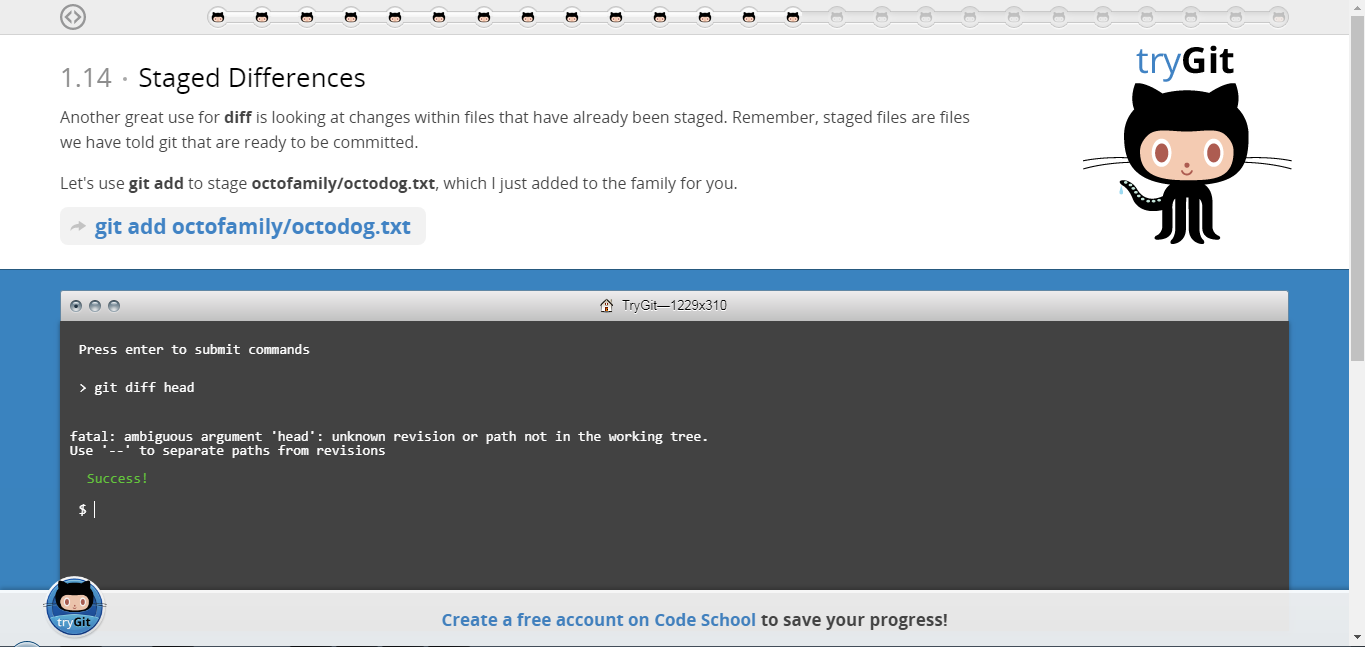 tryGit
1.14 · Staged Differences
Another great use for diff is looking at changes within files that have already been staged. Remember, staged files are files
we have told git that are ready to be committed.
Let's use git add to stage octofamily/octodog.txt, which I just added to the family for you.
git add octofamily/octodog.txt
TryGit—1229x310
Press enter to submit commands
> git diff head
fatal: ambiguous argument 'head': unknown revision or path not in the working tree.
Use '--' to separate paths from revisions
Success!
$
tryGit
Create a free account on Code School to save your progress!